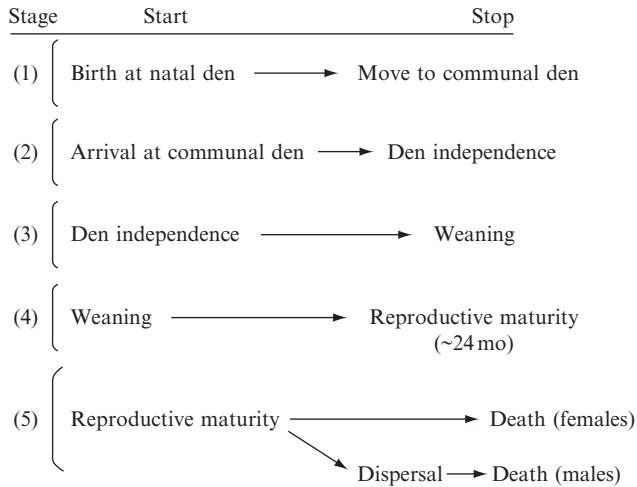 Stage Start Stop
(1) Birth at natal den Move to communal den
(2) Arrival at communal den Den independence
(3) Den independence Weaning
(4) Weaning Reproductive maturity
(~24 mo)
(5) Reproductive maturity Death (females)
Dispersal Death (males)